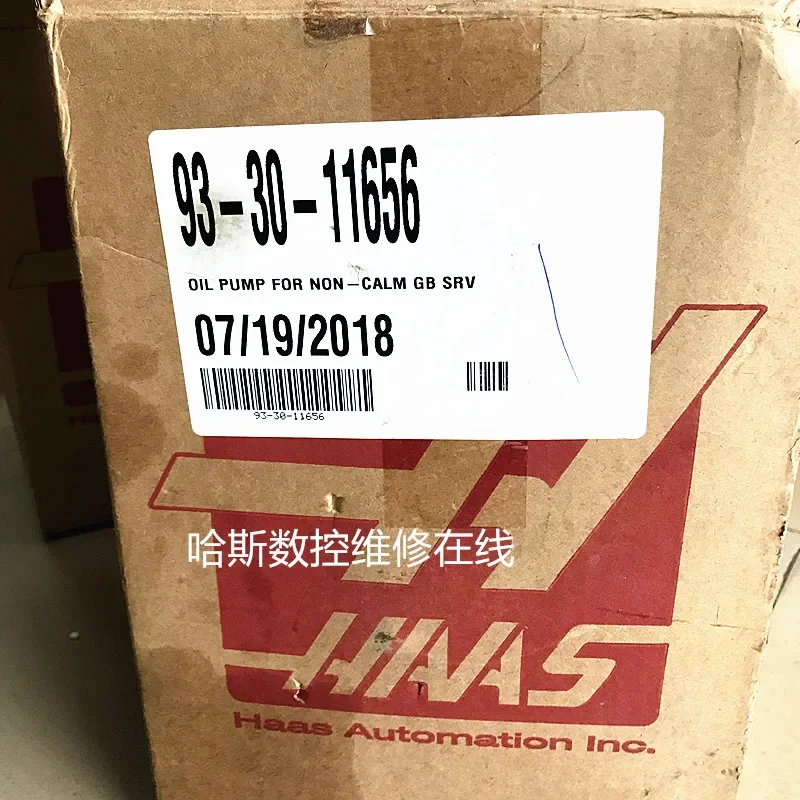 93-30-11656
OIL PUMP FOR NON-CALM GB SRV
07/19/2018
93-30-11656
哈斯数控维修在线
HAAS
Haas Automation Inc.